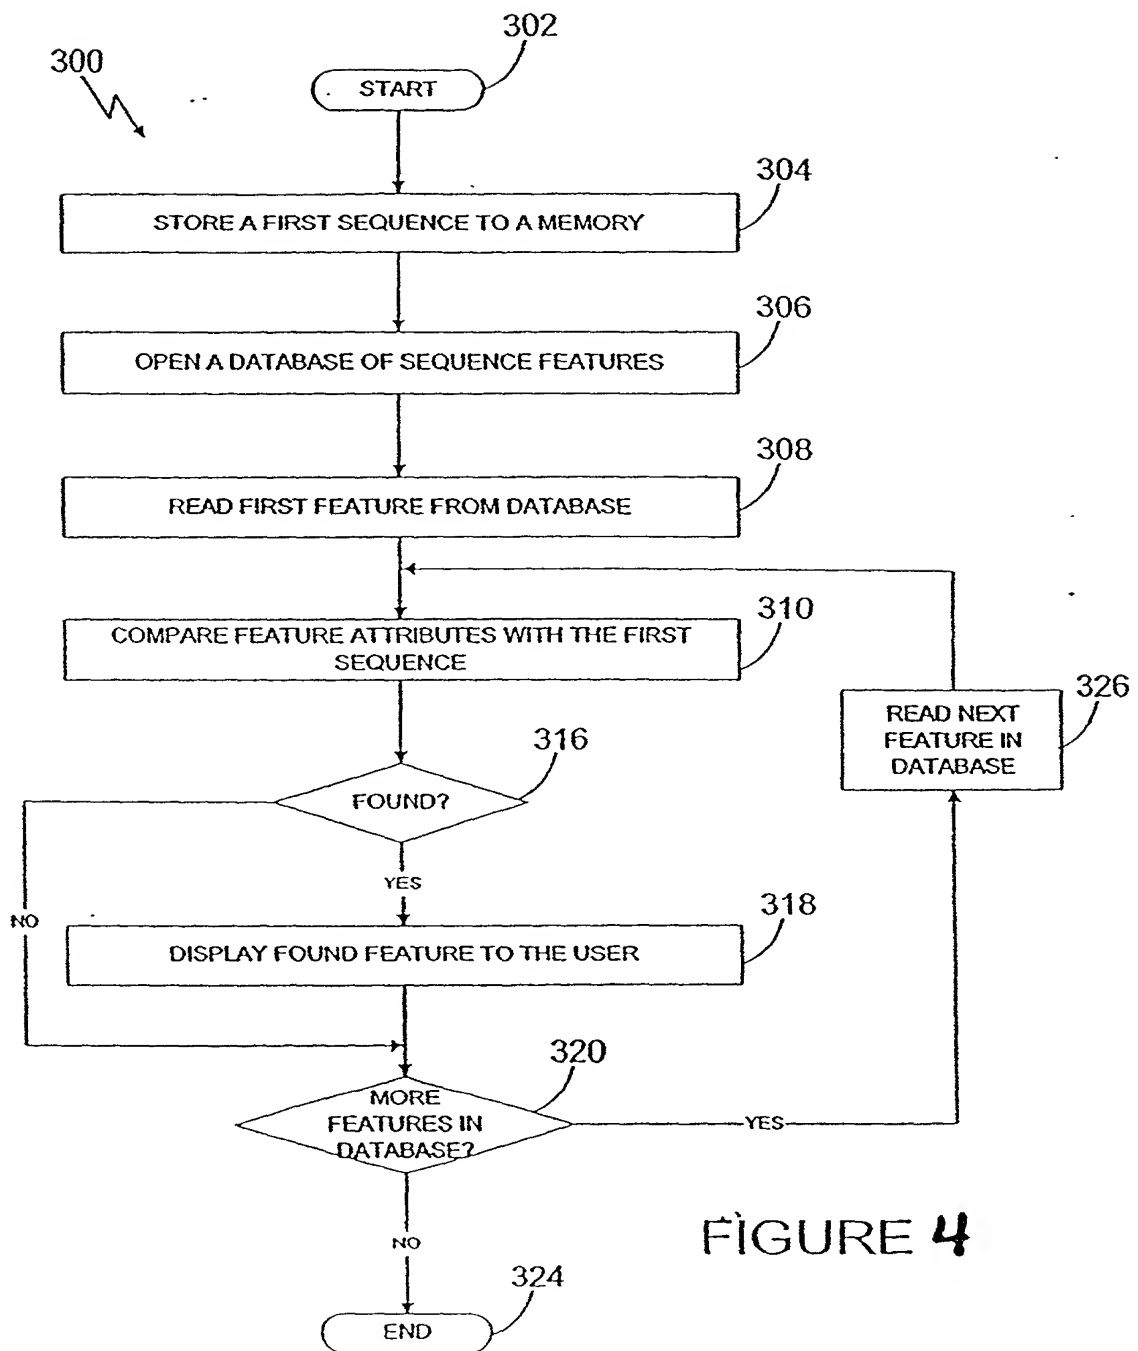 302
300
START
304
STORE A FIRST SEQUENCE TO A MEMORY
306
OPEN A DATABASE OF SEQUENCE FEATURES
308
READ FIRST FEATURE FROM DATABASE
310
COMPARE FEATURE ATTRIBUTES WITH THE FIRST
SEQUENCE
326
READ NEXT
FEATURE IN
DATABASE
316
FOUND?
YES
NO
318
DISPLAY FOUND FEATURE TO THE USER
320
MORE
FEATURES IN
DATABASE?
YES
NO
FIGURE 4
324
END